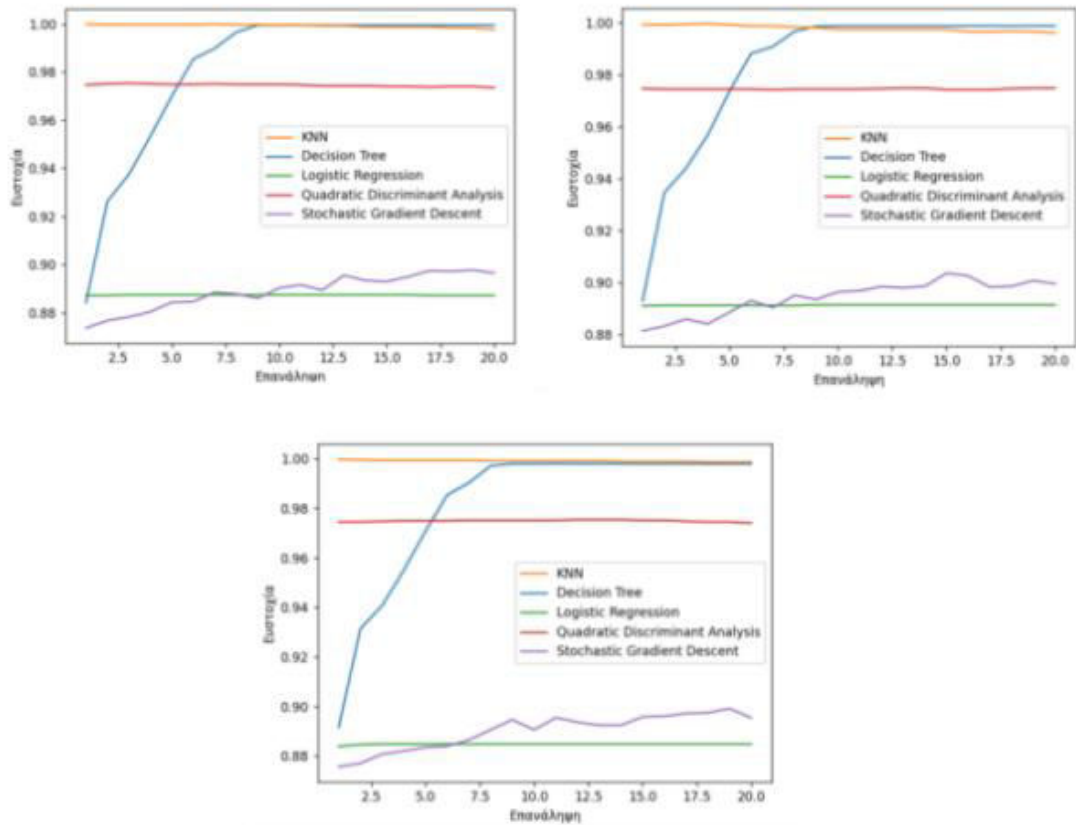 1.00
0.98
0.96
0.94
0.92
0.90
0.88
Ευστοχία
KNN
Decision Tree
Logistic Regression
Quadratic Discriminant Analysis
Stochastic Gradient Descent
2.5 5.0 7.5 10.0 12.5 15.0 17.5 20.0
Επανάληψη
1.00
0.98
0.96
0.94
0.92
0.90
0.88
Ευστοχία
KNN
Decision Tree
Logistic Regression
Quadratic Discriminant Analysis
Stochastic Gradient Descent
2.5 5.0 7.5 10.0 12.5 15.0 17.5 20.0
Επανάληψη
1.00
0.98
0.96
0.94
0.92
0.90
0.88
Ευστοχία
KNN
Decision Tree
Logistic Regression
Quadratic Discriminant Analysis
Stochastic Gradient Descent
2.5 5.0 7.5 10.0 12.5 15.0 17.5 20.0
Επανάληψη